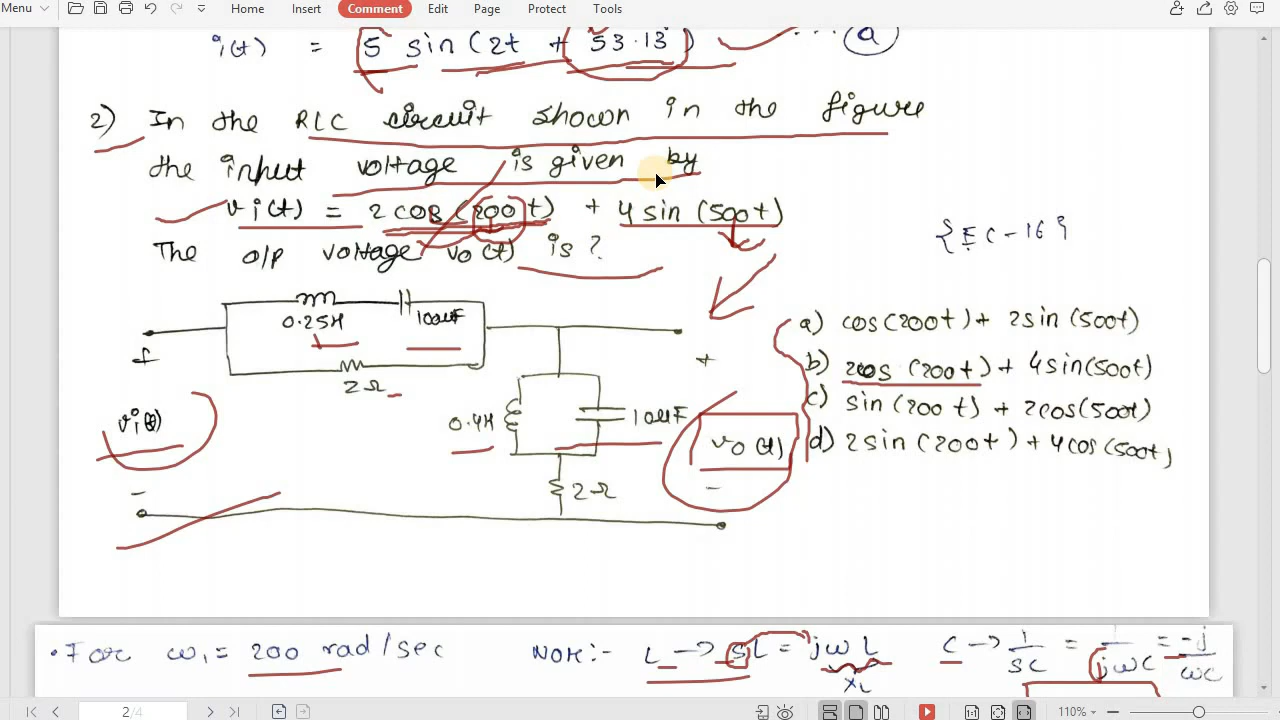 Menu Home Insert Comment Edit Page Protect Tools
i(t) = 5 sin (2t + 53.13) ... (a)
2) In the RLC circuit shown in the figure
the input voltage is given by
vi(t) = 2 cos (200t) + 4 sin (500t)
{EC-16}
The o/p voltage vo(t) is?
0.25H 100uF
2Ω
+ +
vi(t)
0.4H 10uF
vo(t)
2Ω
- -
a) cos(200t) + 2sin(500t)
b) 2cos (200t) + 4sin(500t)
c) sin(200t) + 2cos(500t)
d) 2sin(200t) + 4cos(500t)
• For ω1 = 200 rad/sec Note:- L → sL = jωL C → 1/sC = 1/jωC = -j/ωC
XL
2/4 110%